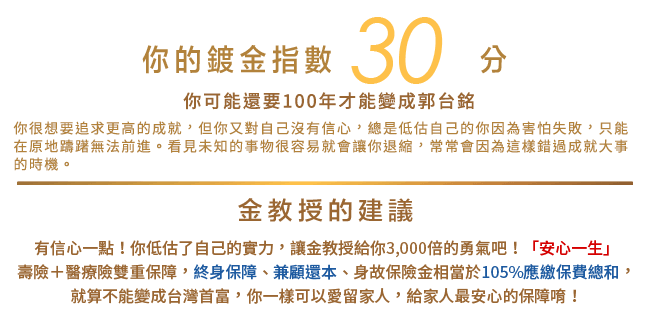 你的鍍金指數 30 分
你可能還要100年才能變成郭台銘
你很想要追求更高的成就，但你又對自己沒有信心，總是低估自己的你因為害怕失敗，只能
在原地躊躇無法前進。看見未知的事物很容易就會讓你退縮，常常會因為這樣錯過成就大事
的時機。
金教授的建議
有信心一點！你低估了自己的實力，讓金教授給你3,000倍的勇氣吧！「安心一生」
壽險＋醫療險雙重保障，終身保障、兼顧還本、身故保險金相當於105%應繳保費總和，
就算不能變成台灣首富，你一樣可以愛留家人，給家人最安心的保障唷！